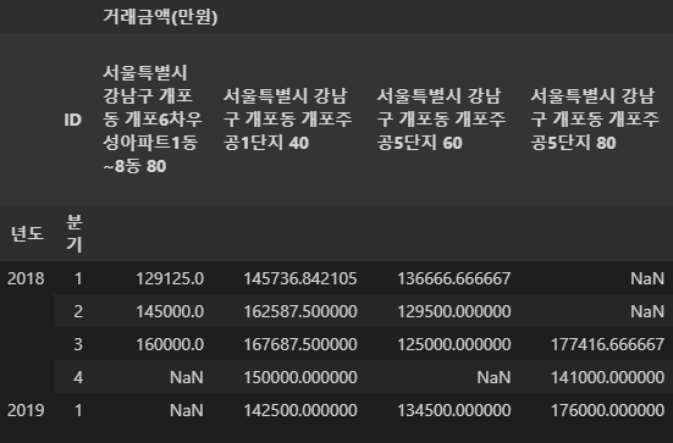 거래금액(만원)
ID 서울특별시 강남구 개포동 개포6차우성아파트1동~8동 80 서울특별시 강남구 개포동 개포주공1단지 40 서울특별시 강남구 개포동 개포주공5단지 60 서울특별시 강남구 개포동 개포주공5단지 80
년도 분기
2018 1 129125.0 145736.842105 136666.666667 NaN
2 145000.0 162587.500000 129500.000000 NaN
3 160000.0 167687.500000 125000.000000 177416.666667
4 NaN 150000.000000 NaN 141000.000000
2019 1 NaN 142500.000000 134500.000000 176000.000000